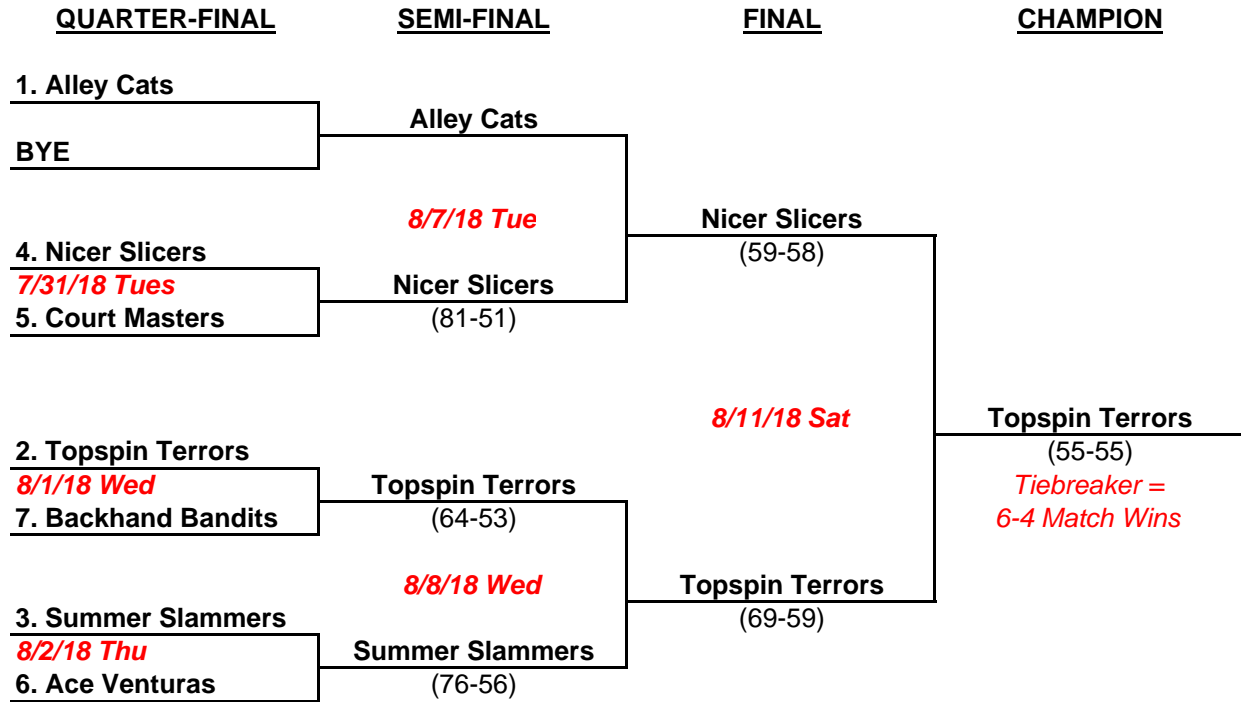 QUARTER-FINAL SEMI-FINAL FINAL CHAMPION
1. Alley Cats
Alley Cats
BYE
8/7/18 Tue
Nicer Slicers
(59-58)
4. Nicer Slicers
7/31/18 Tues
5. Court Masters
Nicer Slicers
(81-51)
8/11/18 Sat
Topspin Terrors
(55-55)
Tiebreaker =
6-4 Match Wins
2. Topspin Terrors
8/1/18 Wed
7. Backhand Bandits
Topspin Terrors
(64-53)
8/8/18 Wed
Topspin Terrors
(69-59)
3. Summer Slammers
8/2/18 Thu
6. Ace Venturas
Summer Slammers
(76-56)